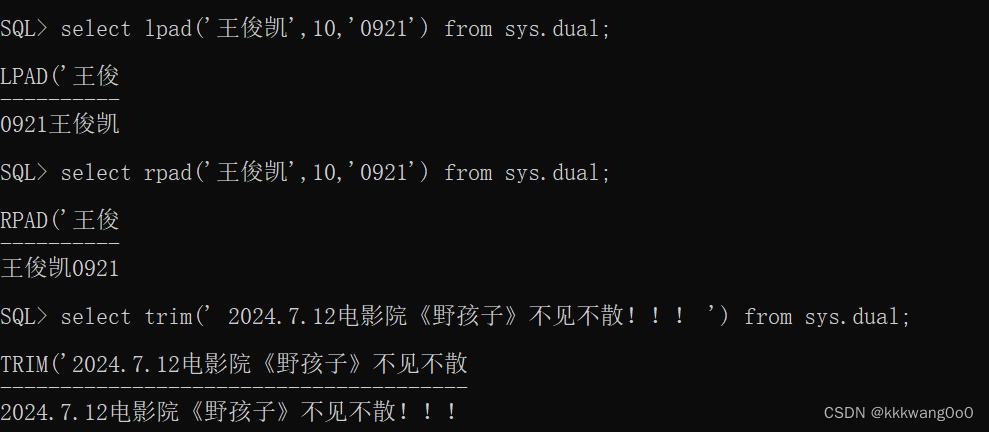 SQL> select lpad('王俊凯',10,'0921') from sys.dual;
LPAD('王俊
----------
0921王俊凯
SQL> select rpad('王俊凯',10,'0921') from sys.dual;
RPAD('王俊
----------
王俊凯0921
SQL> select trim(' 2024.7.12电影院《野孩子》不见不散！！！ ') from sys.dual;
TRIM('2024.7.12电影院《野孩子》不见不散
---------------------------------------
2024.7.12电影院《野孩子》不见不散！！！
CSDN @kkkwang0o0